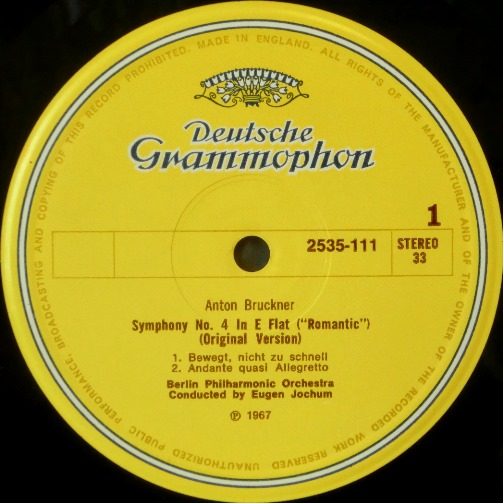 ALL RIGHTS OF THE MANUFACTURER AND OF THE OWNER OF THE RECORDED WORK RESERVED. UNAUTHORIZED PUBLIC PERFORMANCE, BROADCASTING AND COPYING OF THIS RECORD PROHIBITED. MADE IN ENGLAND.
Deutsche
Grammophon
1
2535-111
STEREO
33
Anton Bruckner
Symphony No. 4 In E Flat ("Romantic")
(Original Version)
1. Bewegt, nicht zu schnell
2. Andante quasi Allegretto
Berlin Philharmonic Orchestra
Conducted by Eugen Jochum
℗ 1967